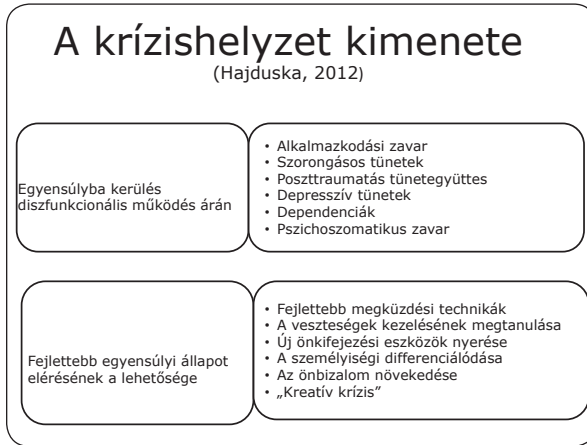 A krízishelyzet kimenete
(Hajduska, 2012)
Egyensúlyba kerülés
diszfunkcionális működés árán
• Alkalmazkodási zavar
• Szorongásos tünetek
• Poszttraumatás tünetegyüttes
• Depresszív tünetek
• Dependenciák
• Pszichoszomatikus zavar
Fejlettebb egyensúlyi állapot
elérésének a lehetősége
• Fejlettebb megküzdési technikák
• A veszteségek kezelésének megtanulása
• Új önkifejezési eszközök nyerése
• A személyiségi differenciálódása
• Az önbizalom növekedése
• „Kreatív krízis”